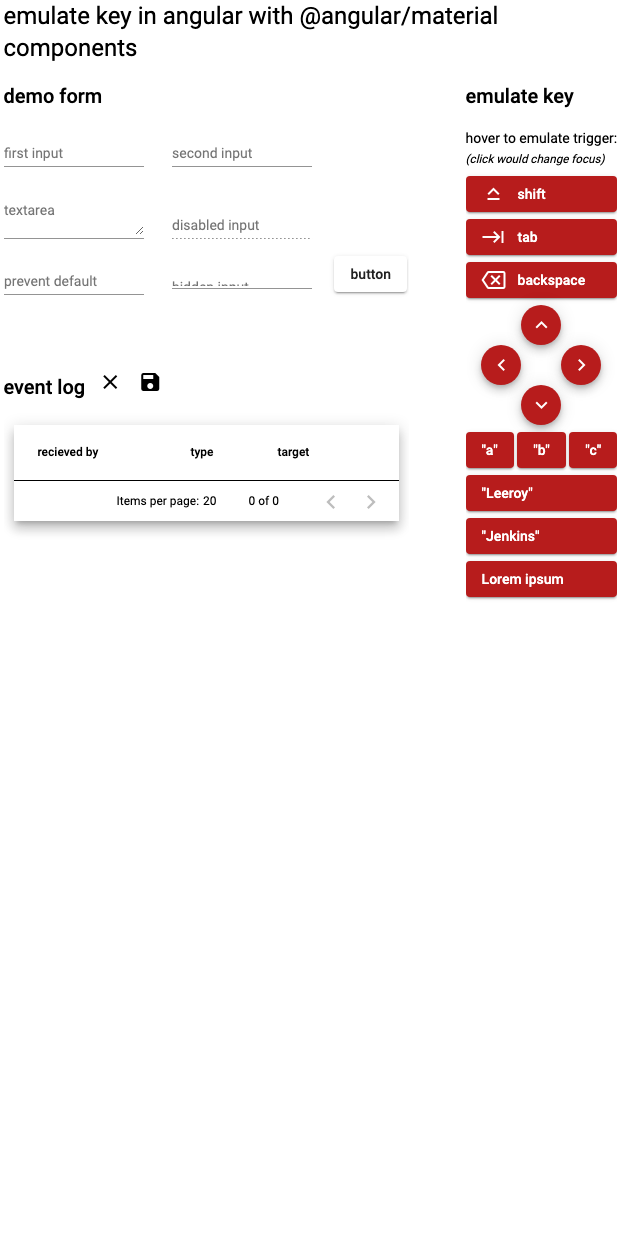 emulate key in angular with @angular/material
components
demo form
first input
second input
textarea
disabled input
prevent default
hidden input
button
event log
recieved by type target
Items per page: 20 0 of 0
emulate key
hover to emulate trigger:
(click would change focus)
shift
tab
backspace
"a" "b" "c"
"Leeroy"
"Jenkins"
Lorem ipsum